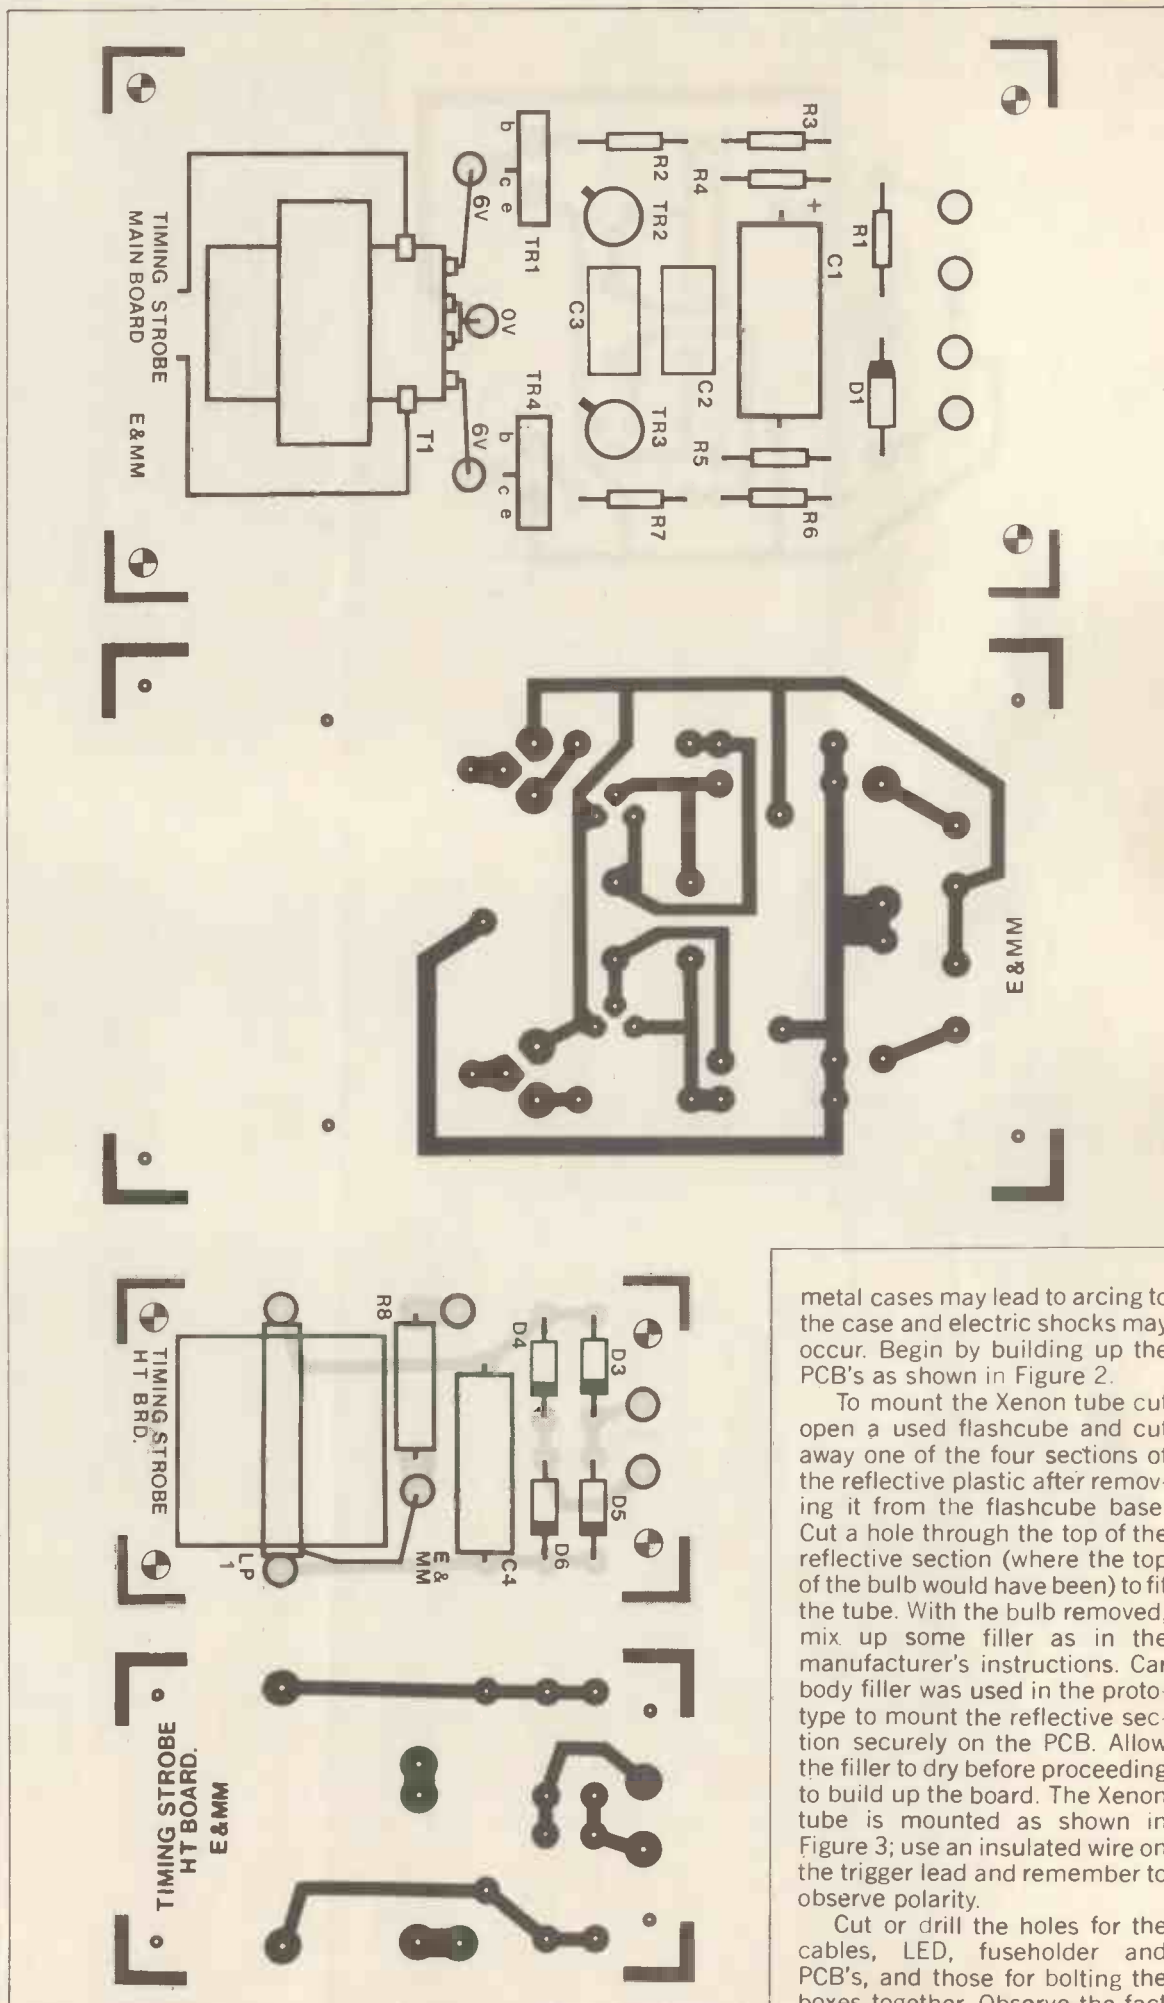 R3
R4
R2
TR2
b
c
e
TR1
6V
+
R1
C1
C3
C2
0V
TR4
D1
TR3
R5
b
c
e
6V
T1
R7
R6
TIMING STROBE
MAIN BOARD
E&MM
E&MM
R8
D4
D3
D5
D6
C4
E &
MM
LP
1
TIMING STROBE
HT BRD.
TIMING STROBE
HT BOARD.
E&MM
metal cases may lead to arcing to
the case and electric shocks may
occur. Begin by building up the
PCB's as shown in Figure 2.
To mount the Xenon tube cut
open a used flashcube and cut
away one of the four sections of
the reflective plastic after remov-
ing it from the flashcube base.
Cut a hole through the top of the
reflective section (where the top
of the bulb would have been) to fit
the tube. With the bulb removed,
mix up some filler as in the
manufacturer's instructions. Car
body filler was used in the proto-
type to mount the reflective sec-
tion securely on the PCB. Allow
the filler to dry before proceeding
to build up the board. The Xenon
tube is mounted as shown in
Figure 3; use an insulated wire on
the trigger lead and remember to
observe polarity.
Cut or drill the holes for the
cables, LED, fuseholder and
PCB's, and those for bolting the
boxes together. Observe the fact